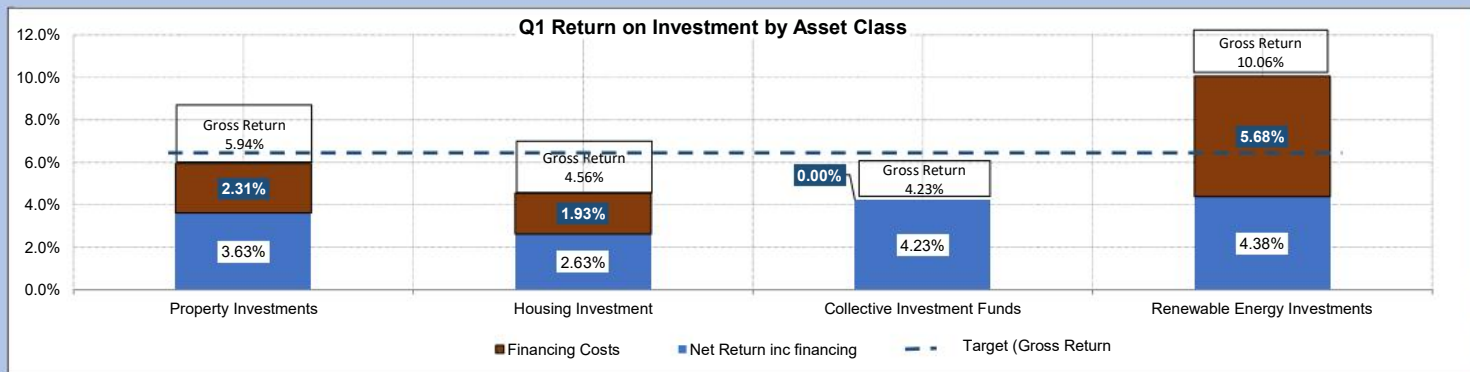 Q1 Return on Investment by Asset Class
12.0%
10.0%
8.0%
6.0%
4.0%
2.0%
0.0%
Gross Return
5.94%
2.31%
3.63%
Gross Return
4.56%
1.93%
2.63%
0.00%
Gross Return
4.23%
4.23%
Gross Return
10.06%
5.68%
4.38%
Property Investments
Housing Investment
Collective Investment Funds
Renewable Energy Investments
Financing Costs
Net Return inc financing
Target (Gross Return